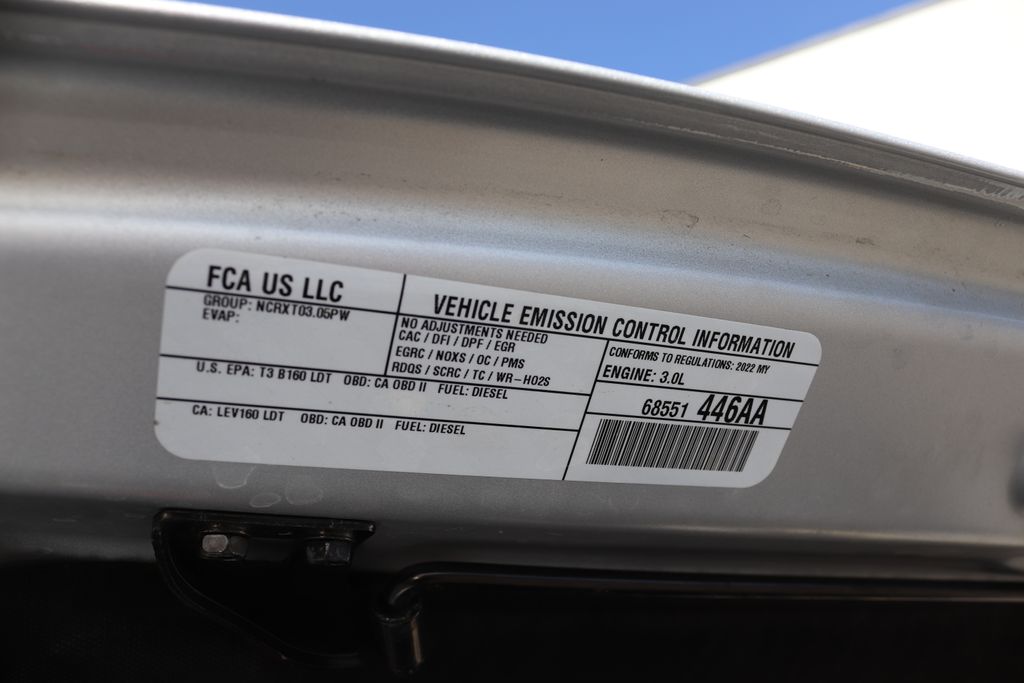 FCA US LLC
GROUP: NCRXT03.05PW
EVAP:
VEHICLE EMISSION CONTROL INFORMATION
NO ADJUSTMENTS NEEDED
CAC / DFI / DPF / EGR
EGRC / NOXS / OC / PMS
RDQS / SCRC / TC / WR-HO2S
CONFORMS TO REGULATIONS: 2022 MY
ENGINE: 3.0L
U.S. EPA: T3 B160 LDT OBD: CA OBD II FUEL: DIESEL
CA: LEV160 LDT OBD: CA OBD II FUEL: DIESEL
68551 446AA